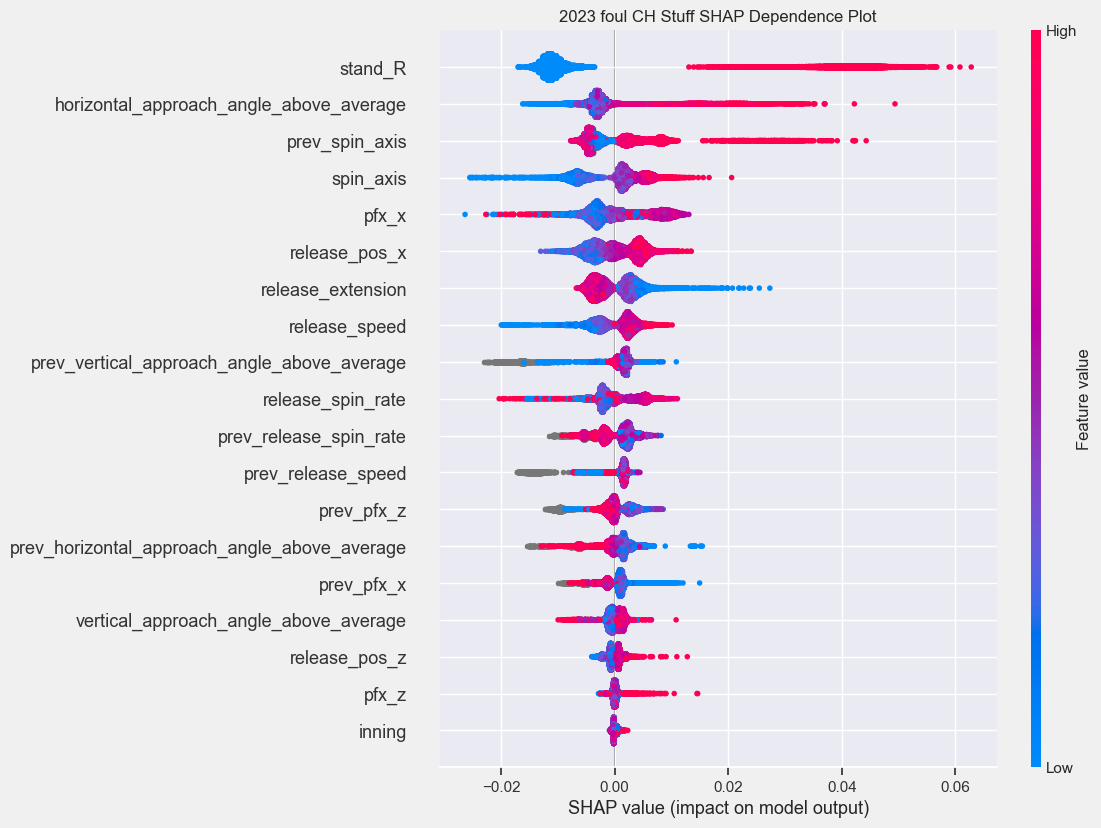 2023 foul CH Stuff SHAP Dependence Plot
High
stand_R
horizontal_approach_angle_above_average
prev_spin_axis
spin_axis
pfx_x
release_pos_x
release_extension
release_speed
prev_vertical_approach_angle_above_average
release_spin_rate
prev_release_spin_rate
prev_release_speed
prev_pfx_z
prev_horizontal_approach_angle_above_average
prev_pfx_x
vertical_approach_angle_above_average
release_pos_z
pfx_z
inning
Feature value
Low
−0.02 0.00 0.02 0.04 0.06
SHAP value (impact on model output)